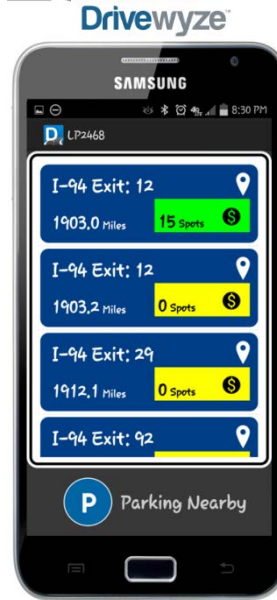 Drivewyze™
SAMSUNG
8:30 PM
P LP2468
I-94 Exit: 12
1903.0 Miles 15 Spots $
I-94 Exit: 12
1903.2 Miles 0 Spots $
I-94 Exit: 29
1912.1 Miles 0 Spots $
I-94 Exit: 92
P Parking Nearby